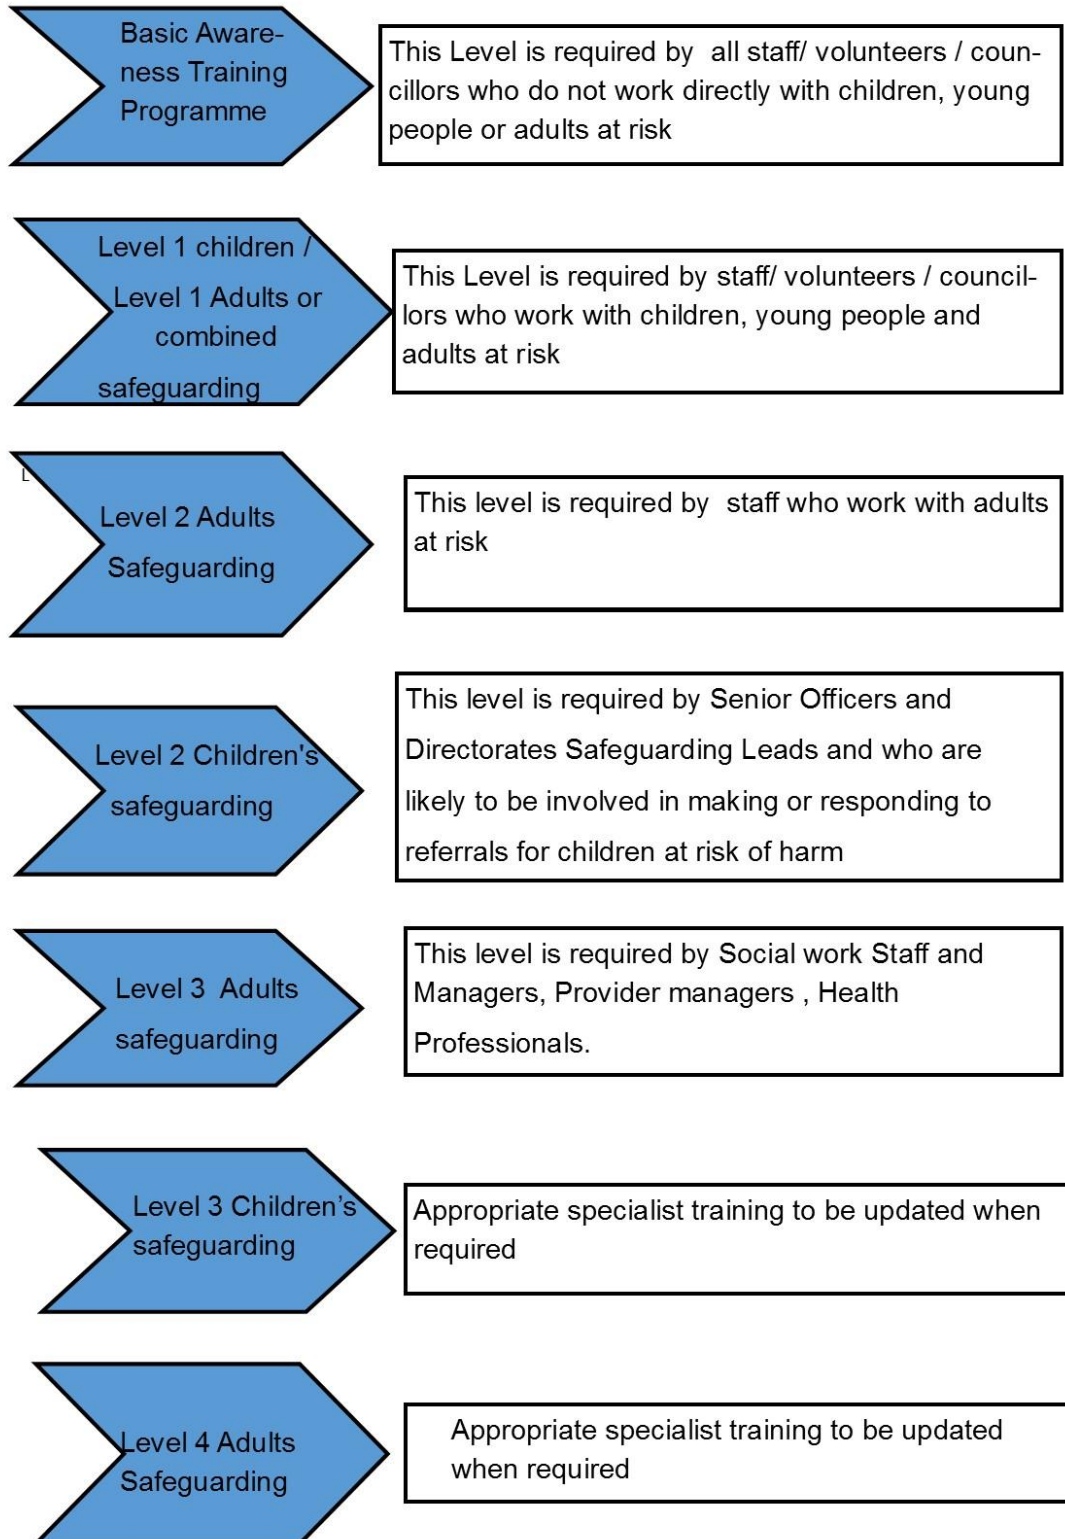 Basic Aware-
ness Training
Programme
This Level is required by  all staff/ volunteers / coun-
cillors who do not work directly with children, young
people or adults at risk
Level 1 children /
Level 1 Adults or
combined
safeguarding
This Level is required by staff/ volunteers / council-
lors who work with children, young people and
adults at risk
L
Level 2 Adults
Safeguarding
This level is required by  staff who work with adults
at risk
Level 2 Children's
safeguarding
This level is required by Senior Officers and
Directorates Safeguarding Leads and who are
likely to be involved in making or responding to
referrals for children at risk of harm
Level 3  Adults
safeguarding
This level is required by Social work Staff and
Managers, Provider managers , Health
Professionals.
Level 3 Children’s
safeguarding
Appropriate specialist training to be updated when
required
Level 4 Adults
Safeguarding
Appropriate specialist training to be updated
when required